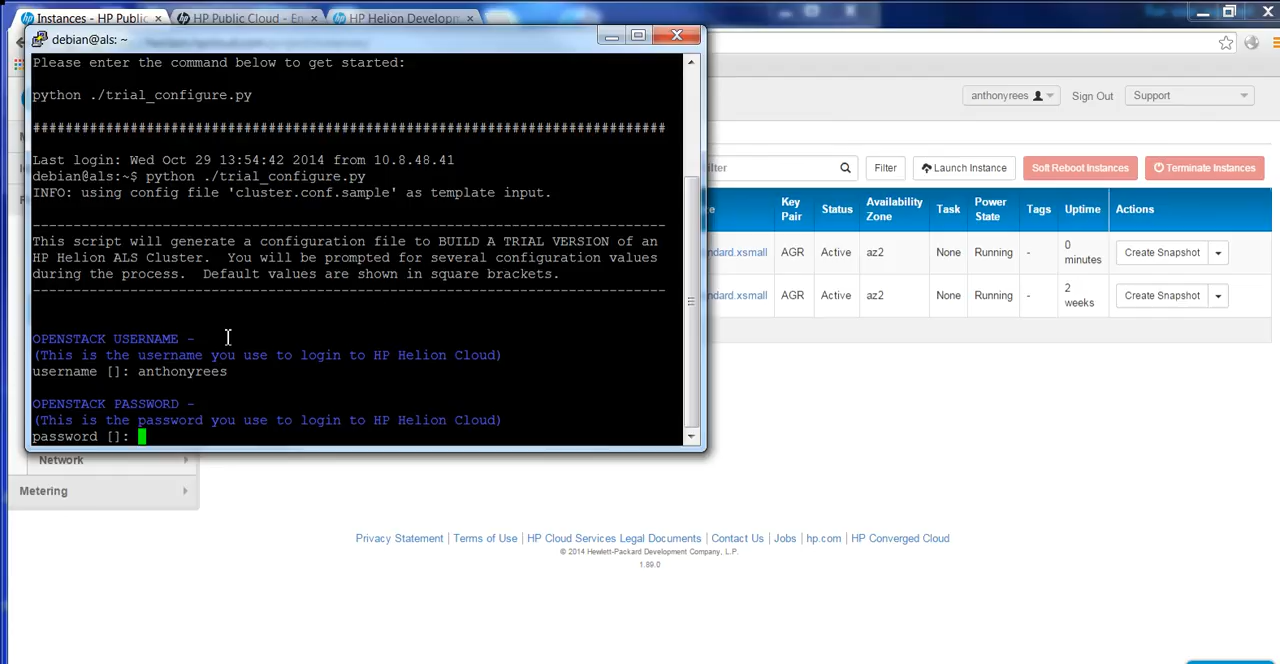 Instances - HP Public ×
HP Public Cloud - En ×
HP Helion Develop ×
debian@als: ~
Please enter the command below to get started:
python ./trial_configure.py
##############################################################################
Last login: Wed Oct 29 13:54:42 2014 from 10.8.48.41
debian@als:~$ python ./trial_configure.py
INFO: using config file 'cluster.conf.sample' as template input.
------------------------------------------------------------------------------
This script will generate a configuration file to BUILD A TRIAL VERSION of an
HP Helion ALS Cluster.  You will be prompted for several configuration values
during the process.  Default values are shown in square brackets.
------------------------------------------------------------------------------
OPENSTACK USERNAME -
(This is the username you use to login to HP Helion Cloud)
username []: anthonyrees
OPENSTACK PASSWORD -
(This is the password you use to login to HP Helion Cloud)
password []:
anthonyrees
Sign Out
Support
Filter
Launch Instance
Soft Reboot Instances
Terminate Instances
Key Pair
Status
Availability Zone
Task
Power State
Tags
Uptime
Actions
ndard.xsmall AGR Active az2 None Running - 0 minutes Create Snapshot
ndard.xsmall AGR Active az2 None Running - 2 weeks Create Snapshot
Network
Metering
Privacy Statement | Terms of Use | HP Cloud Services Legal Documents | Contact Us | Jobs | hp.com | HP Converged Cloud
© 2014 Hewlett-Packard Development Company, L.P.
1.89.0